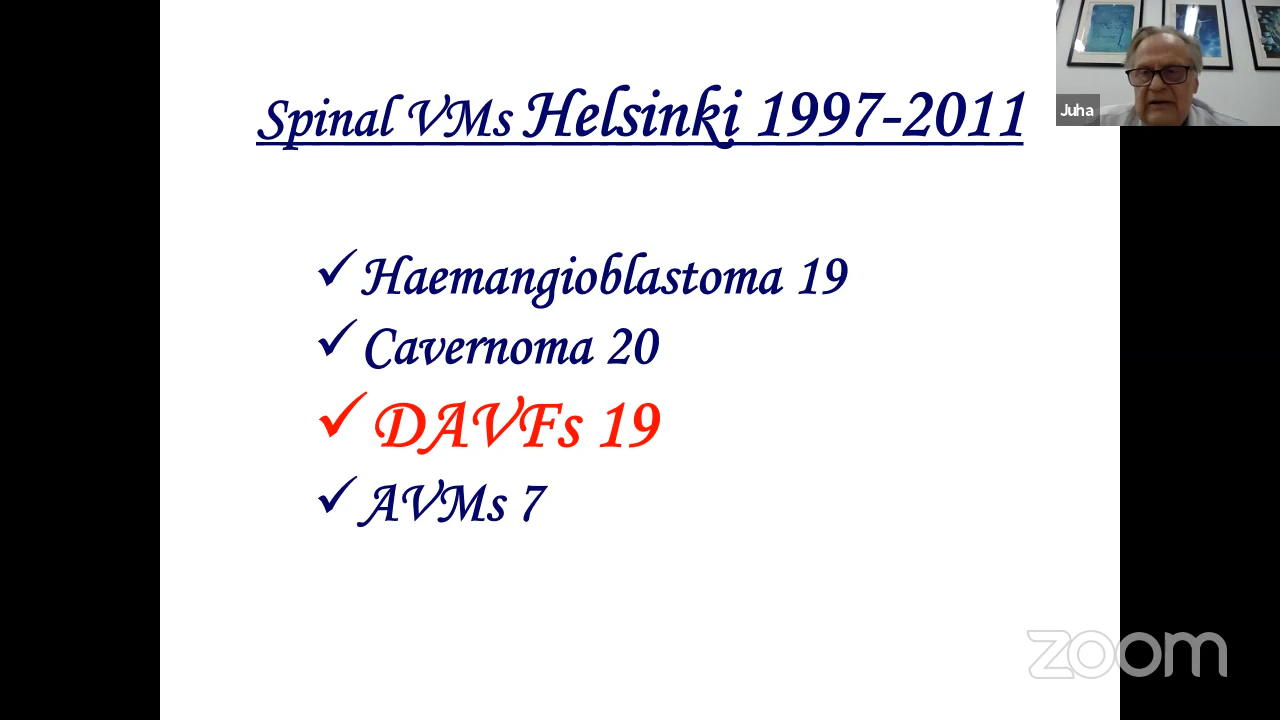 Spinal VMs Helsinki 1997-2011
Juha
✓ Haemangioblastoma 19
✓ Cavernoma 20
✓ DAVFs 19
✓ AVMs 7
zoom